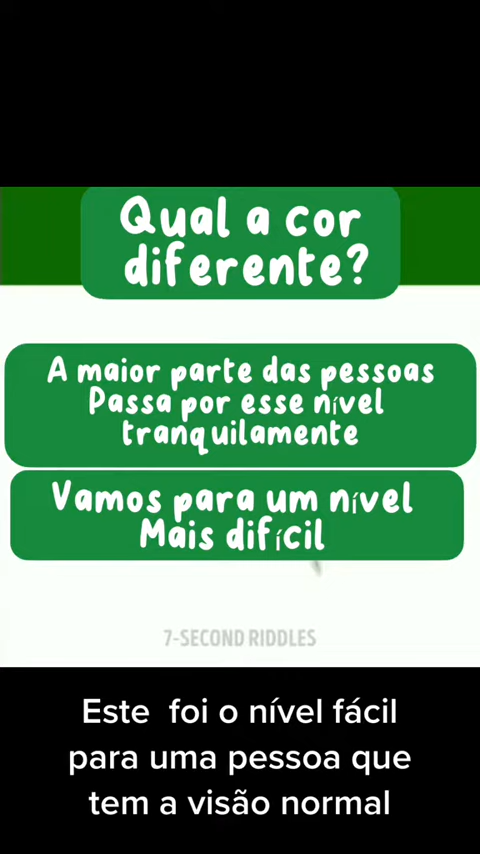 Qual a cor
diferente?
A maior parte das pessoas
Passa por esse nível
tranquilamente
Vamos para um nível
Mais difícil
7-SECOND RIDDLES
Este foi o nível fácil
para uma pessoa que
tem a visão normal